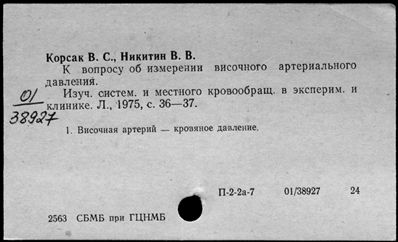 Корсак В. С., Никитин В. В.
К вопросу об измерении височного артериального
давления.
Изуч. систем. и местного кровообращ. в эксперим. и
клинике. Л., 1975, с. 36—37.
01/
38927
1. Височная артерий — кровяное давление.
П-2-2а-7 01/38927 24
2563 СБМБ при ГЦНМБ